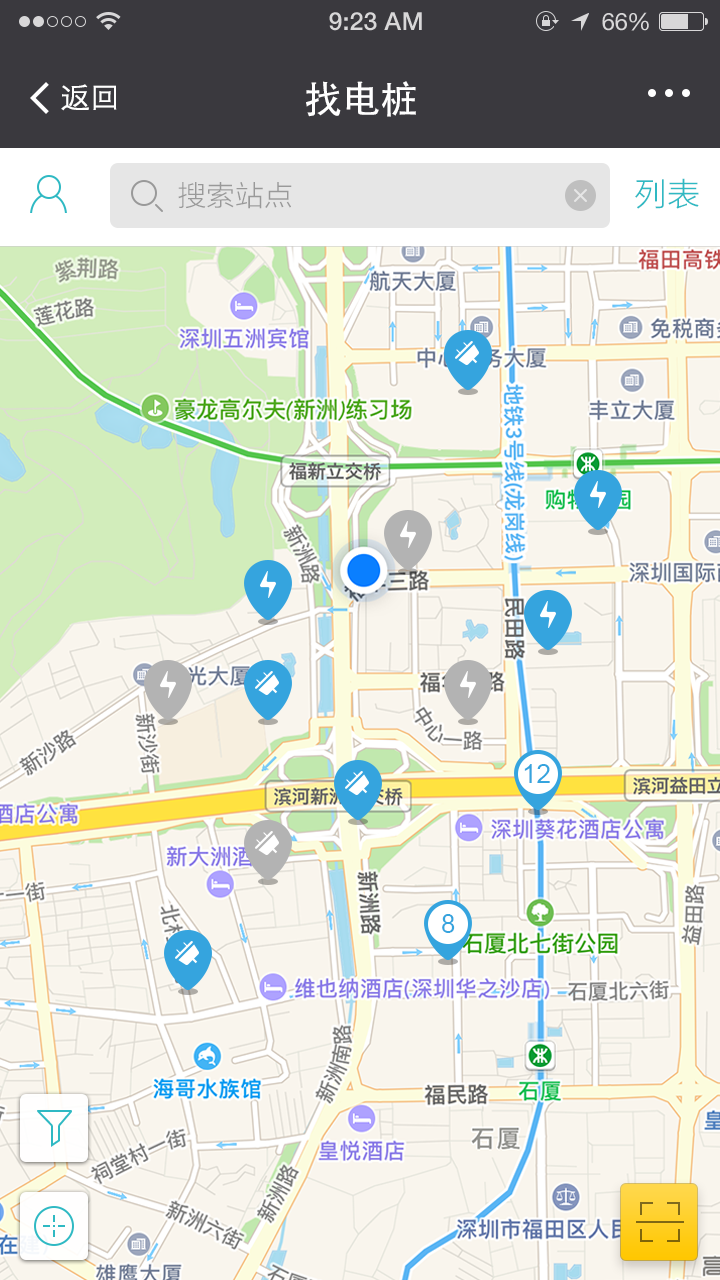 9:23 AM
66%
返回
找电桩
搜索站点
列表
紫荆路
福田高铁
航天大厦
莲花路
深圳五洲宾馆
免税商
中心
务大厦
地铁3号线(龙岗线)
豪龙高尔夫(新洲)练习场
丰立大厦
福新立交桥
购物
园
新洲路
深圳国际
三路
民田路
光大厦
福
路
新沙街
中心一路
新沙路
滨河新洲
交桥
12
滨河益田立
酒店公寓
深圳葵花酒店公寓
新大洲酒
一街
新洲路
益田路
北村
8
石厦北七街公园
维也纳酒店(深圳华之沙店)
石厦北六街
新洲南路
海哥水族馆
福民路
石厦
皇悦酒店
石厦
皇
祠堂村一街
新洲路
新洲六街
深圳市福田区人民
在
雄鹰大厦
石厦